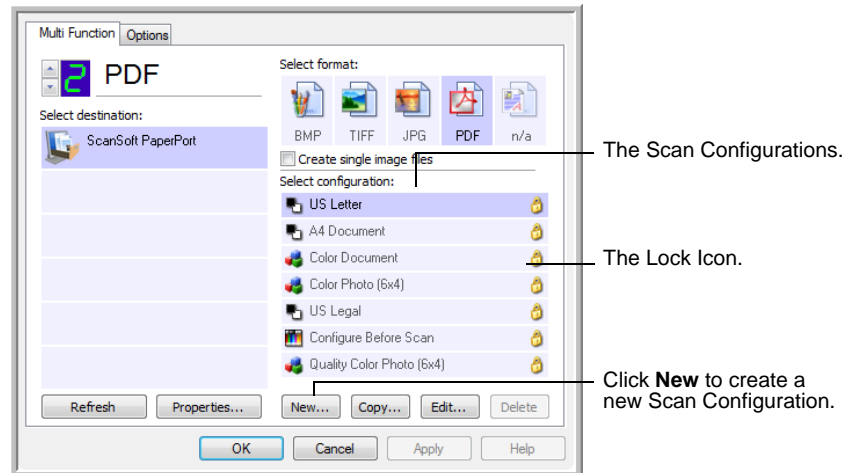 Multi Function
Options
2
PDF
Select format:
BMP
TIFF
JPG
PDF
n/a
Select destination:
ScanSoft PaperPort
Create single image files
Select configuration:
US Letter
A4 Document
Color Document
Color Photo (6x4)
US Legal
Configure Before Scan
Quality Color Photo (6x4)
Refresh
Properties...
New...
Copy...
Edit...
Delete
OK
Cancel
Apply
Help
The Scan Configurations.
The Lock Icon.
Click New to create a
new Scan Configuration.